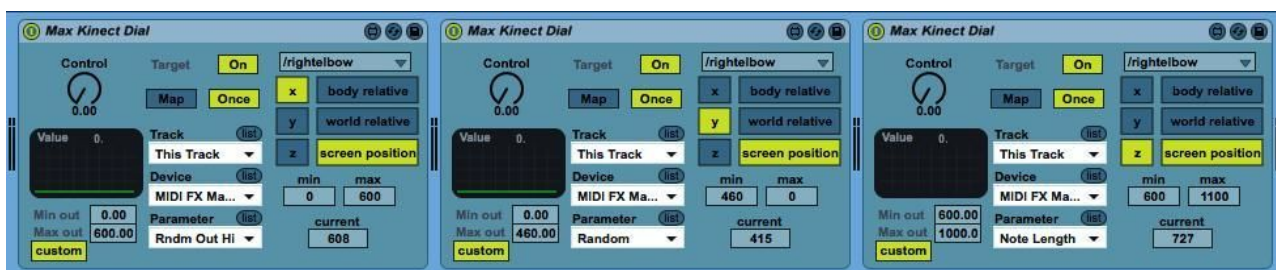 Max Kinect Dial
Control
0.00
Target On
Map Once
/rightelbow
x body relative
y world relative
z screen position
Value 0.
Track list
This Track
Device list
MIDI FX Ma...
Parameter list
Rndm Out Hi
Min out 0.00
Max out 600.00
custom
min max
0 600
current
608
Max Kinect Dial
Control
0.00
Target On
Map Once
/rightelbow
x body relative
y world relative
z screen position
Value 0.
Track list
This Track
Device list
MIDI FX Ma...
Parameter list
Random
Min out 0.00
Max out 460.00
custom
min max
460 0
current
415
Max Kinect Dial
Control
0.00
Target On
Map Once
/rightelbow
x body relative
y world relative
z screen position
Value 0.
Track list
This Track
Device list
MIDI FX Ma...
Parameter list
Note Length
Min out 600.00
Max out 1000.0
custom
min max
600 1100
current
727